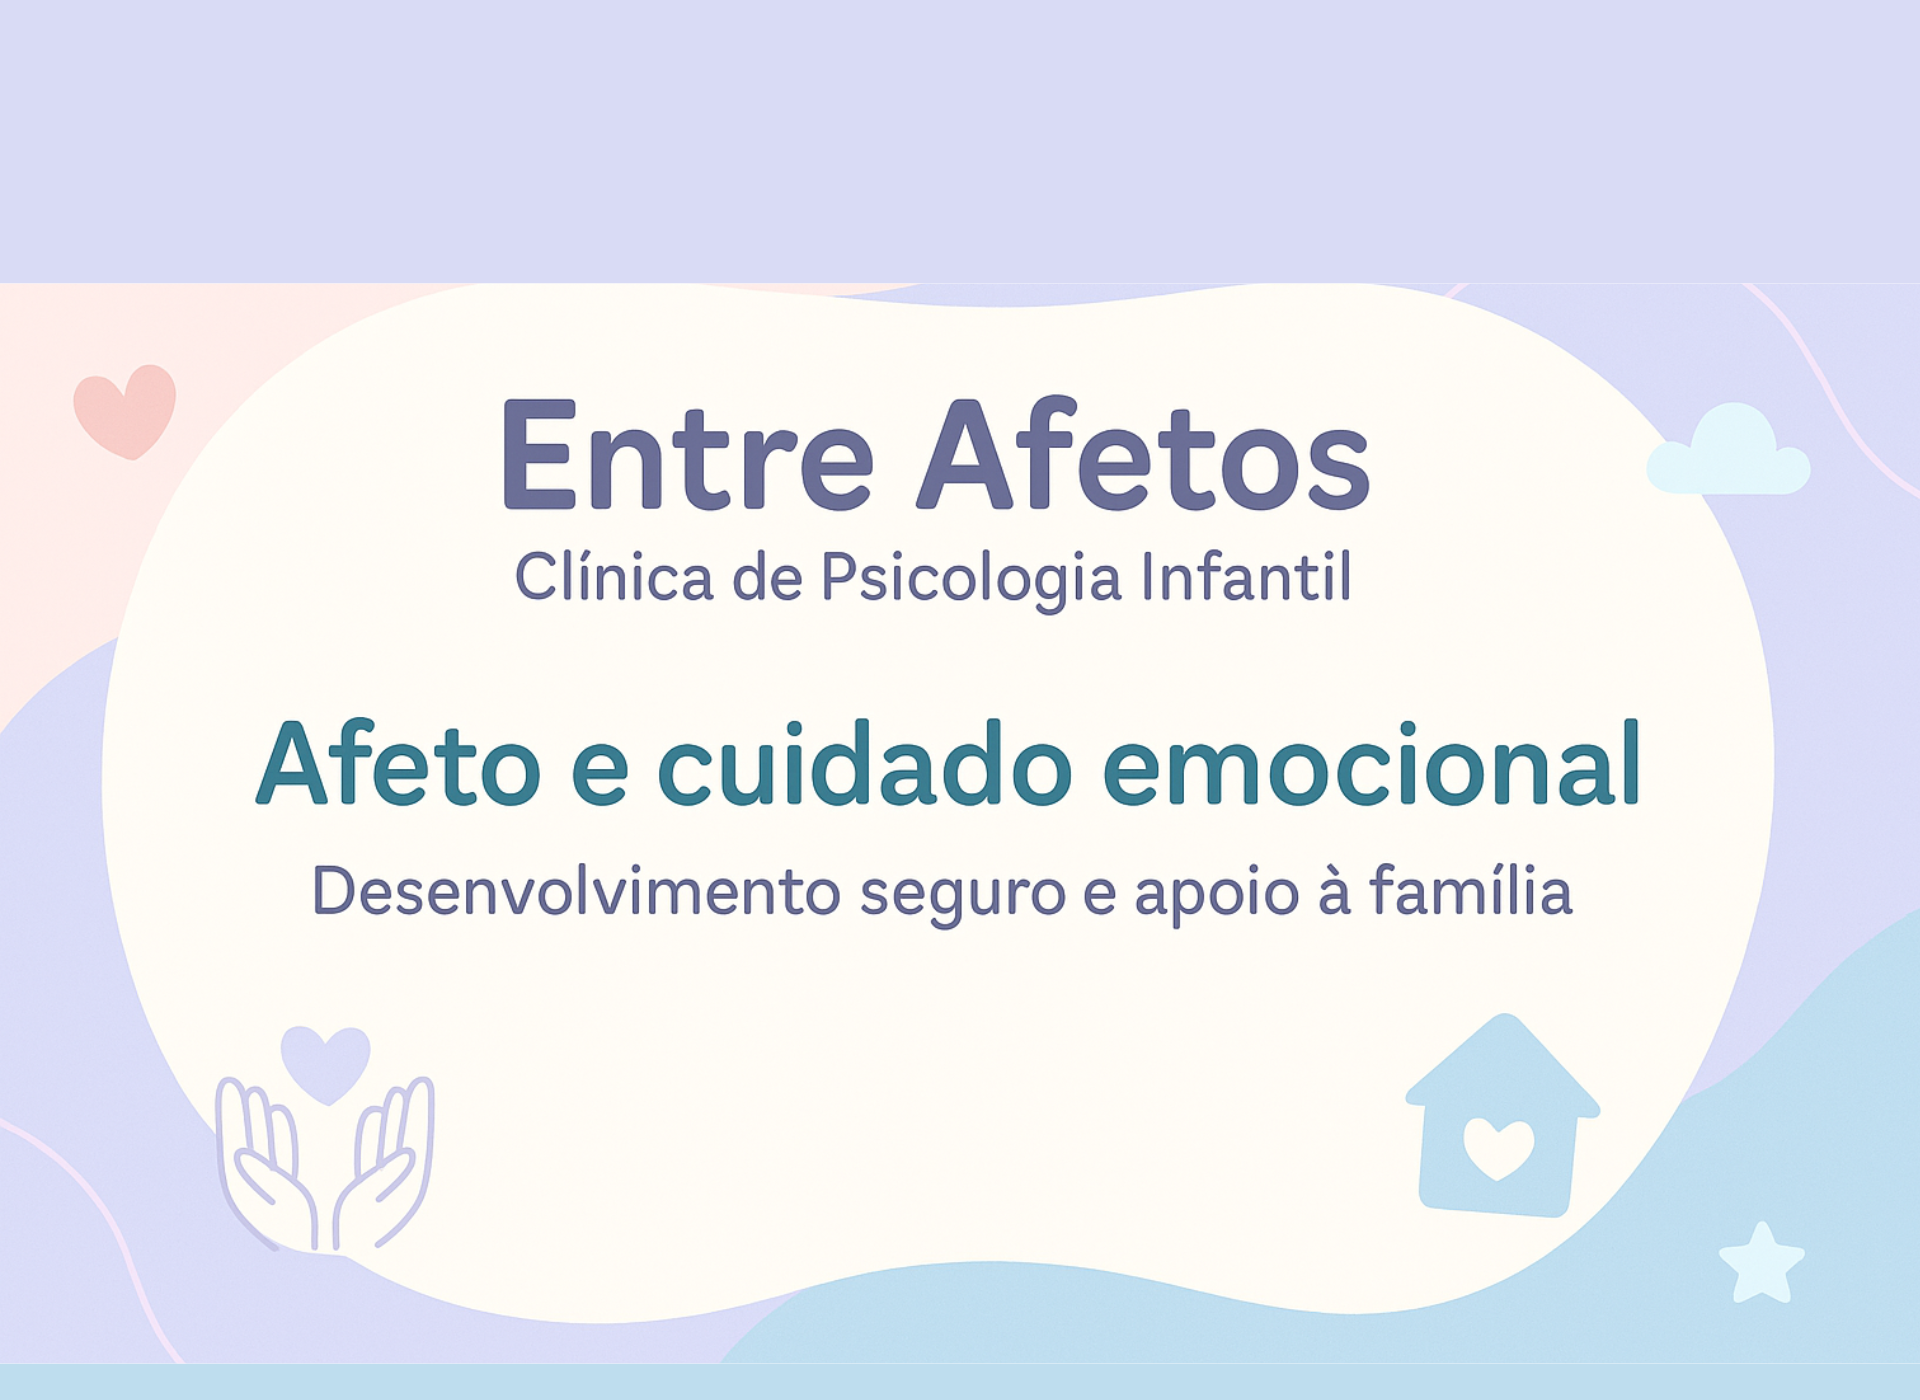 Entre Afetos
Clínica de Psicologia Infantil
Afeto e cuidado emocional
Desenvolvimento seguro e apoio à família